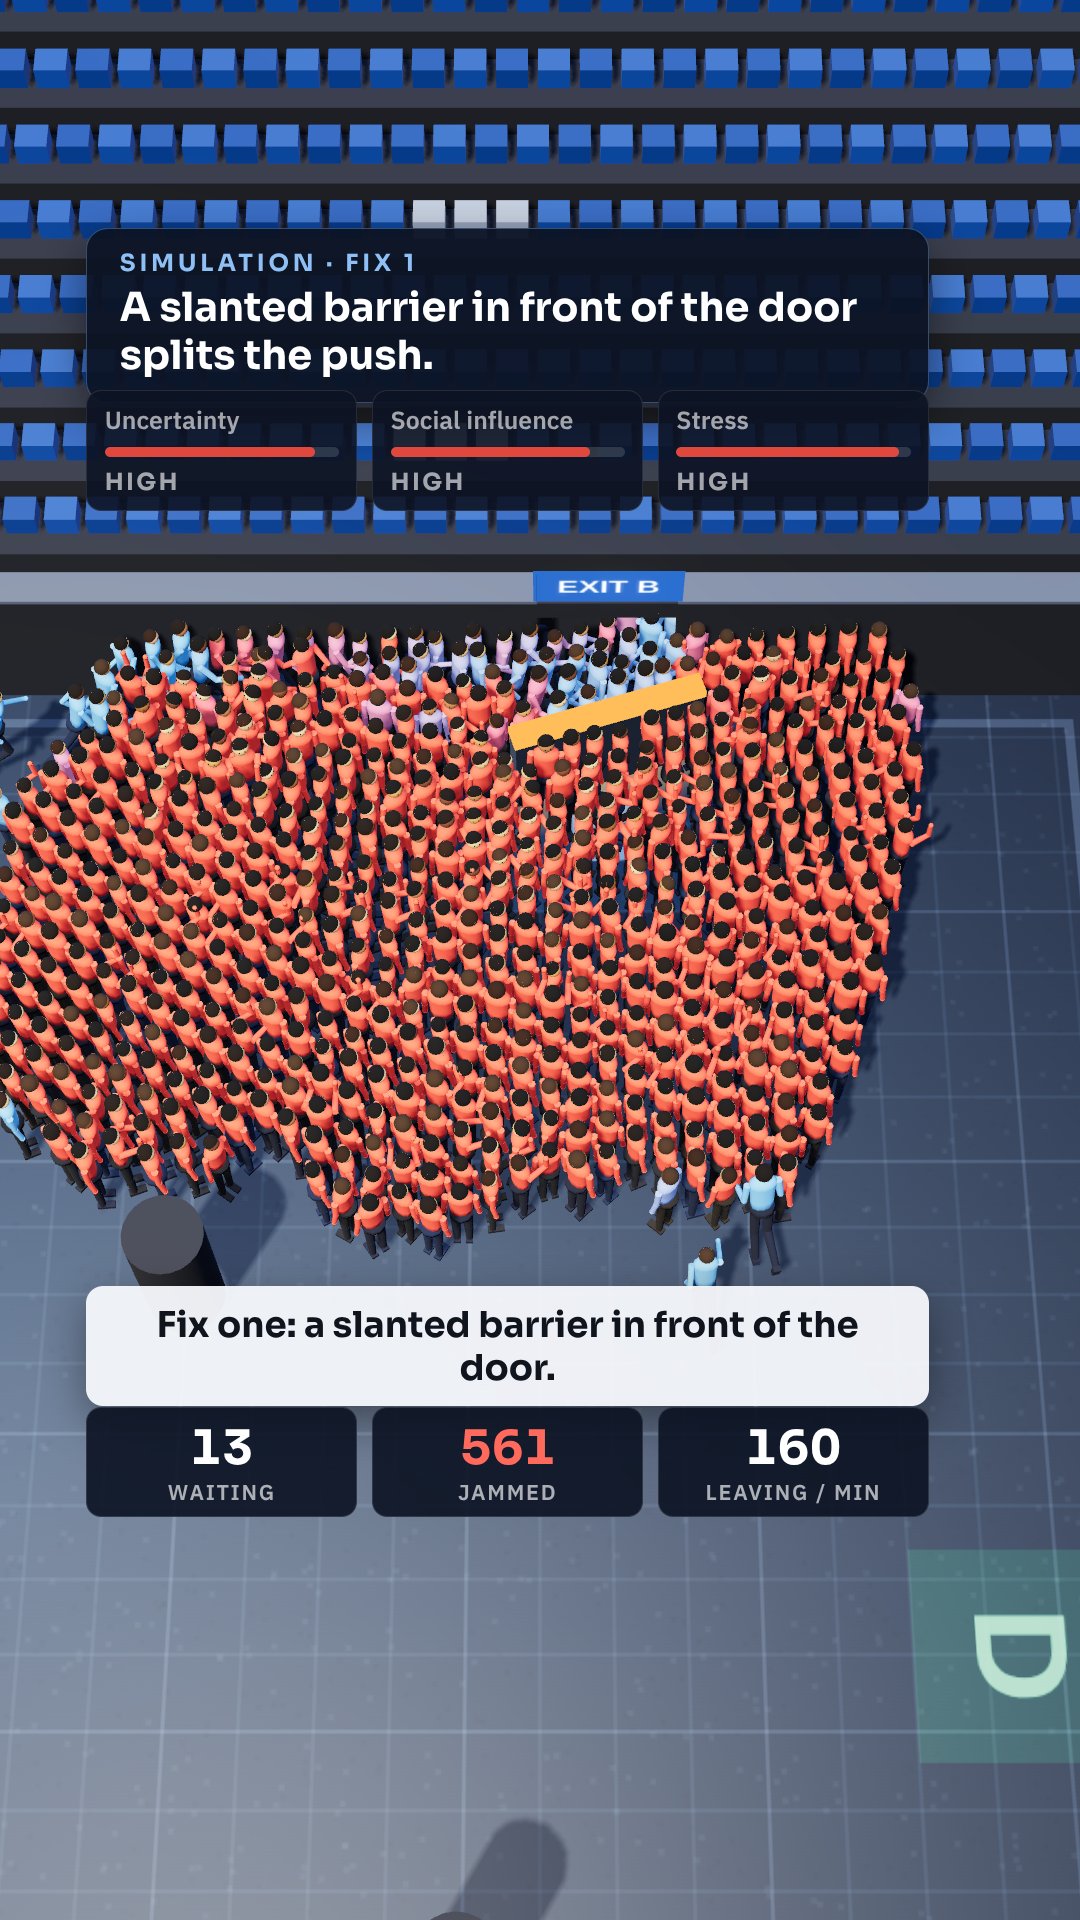 SIMULATION · FIX 1
A slanted barrier in front of the door
splits the push.
Uncertainty
HIGH
Social influence
HIGH
Stress
HIGH
EXIT B
Fix one: a slanted barrier in front of the
door.
13
WAITING
561
JAMMED
160
LEAVING / MIN
D